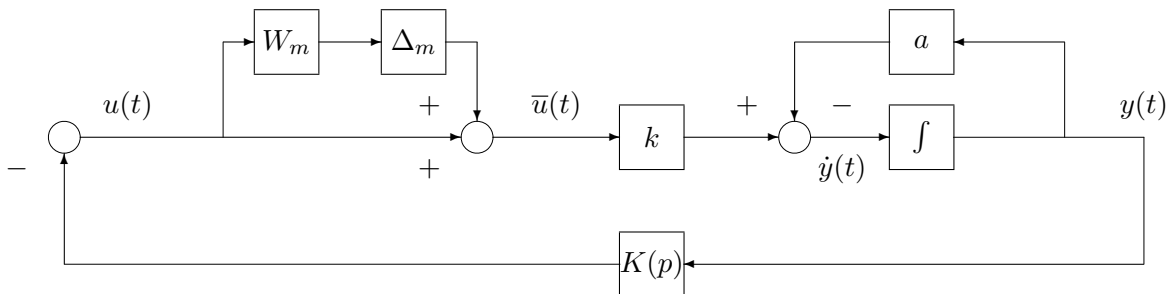 W_m Δ_m a
u(t) + u̅(t) + − y(t)
k ∫
− + ẏ(t)
K(p)